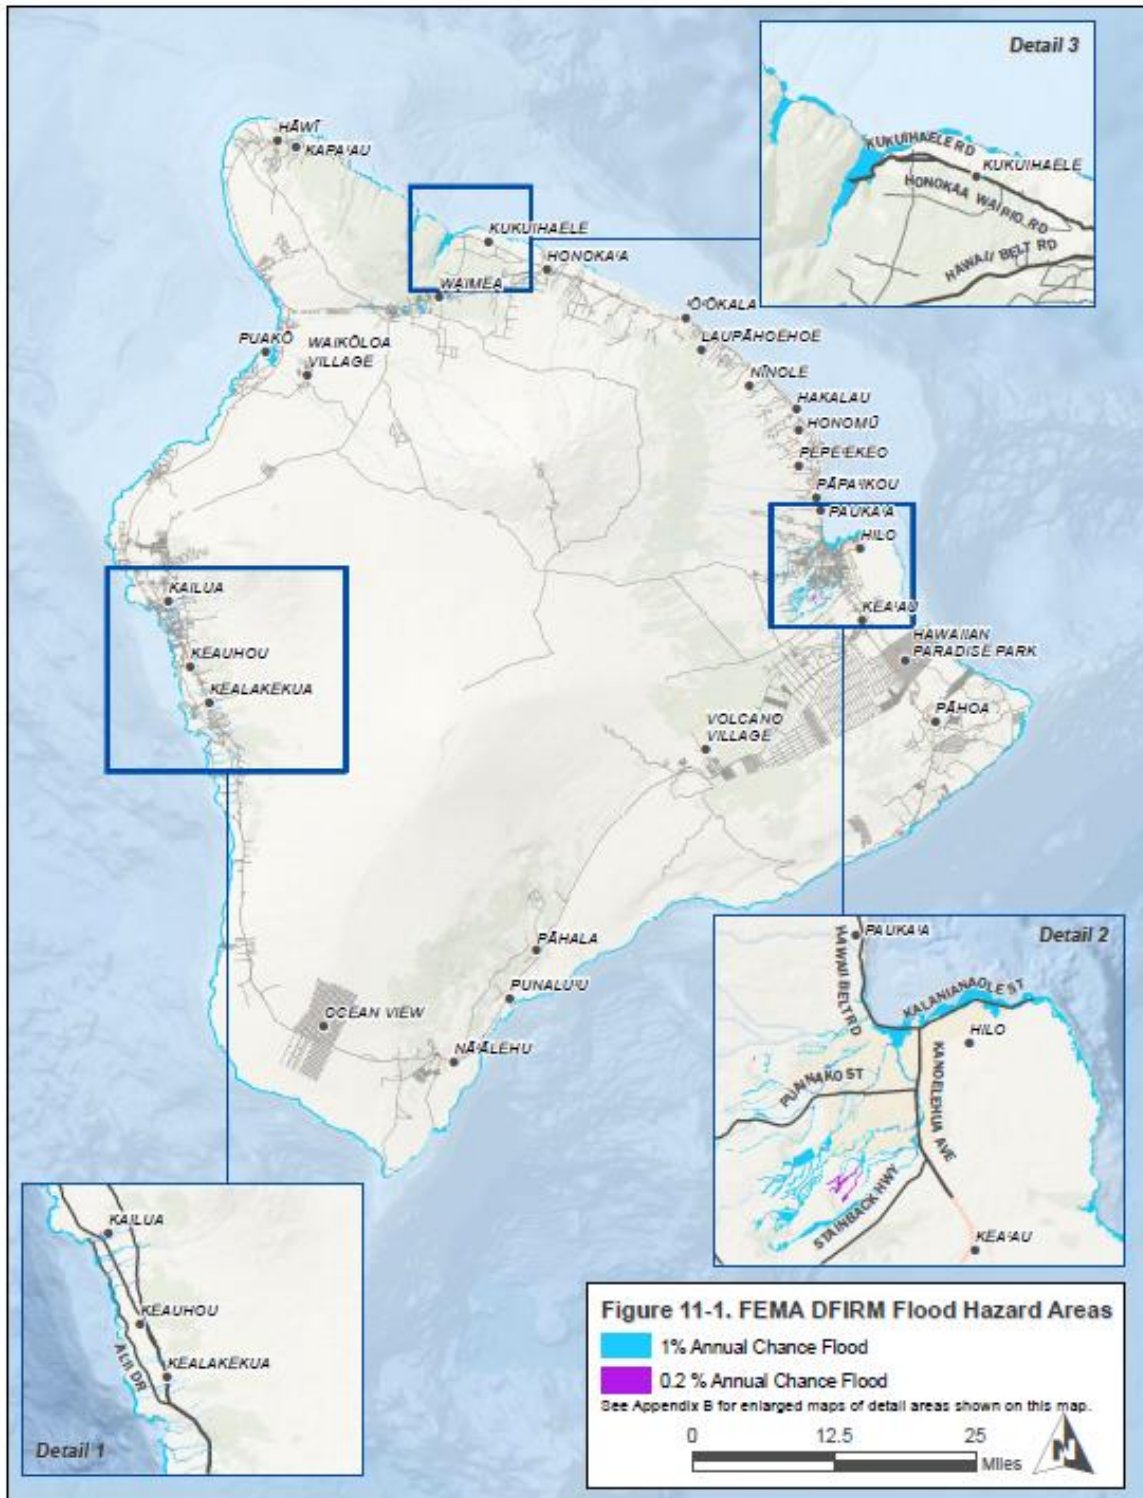 Detail 3
KUKUIHAELE RD
KUKUIHAELE
HONOKAA WAIPIO RD
HAWAII BELT RD
HĀWĪ
KAPA'AU
KUKUIHAELE
HONOKA'A
WAIMEA
'O'ŌKALA
LAUPĀHOEHOE
PUAKŌ
WAIKŌLOA
VILLAGE
NĪNOLE
HAKALAU
HONOMŪ
PEPE'EKEO
PĀPA'IKOU
PAUKA'A
HILO
KAILUA
KEA'AU
KEAUHOU
HAWAIIAN
PARADISE PARK
KEALAKEKUA
PĀHOA
VOLCANO
VILLAGE
PĀHALA
PUNALU'U
OCEAN VIEW
NĀ'ĀLEHU
PAUKA'A
Detail 2
HAWAII BELT RD
KALANIANAOLE ST
HILO
PUAINAKO ST
KANOELEHUA AVE
STAINBACK HWY
KEA'AU
KAILUA
KEAUHOU
ALII DR
KEALAKEKUA
Detail 1
Figure 11-1. FEMA DFIRM Flood Hazard Areas
1% Annual Chance Flood
0.2 % Annual Chance Flood
See Appendix B for enlarged maps of detail areas shown on this map.
0 12.5 25
Miles
N